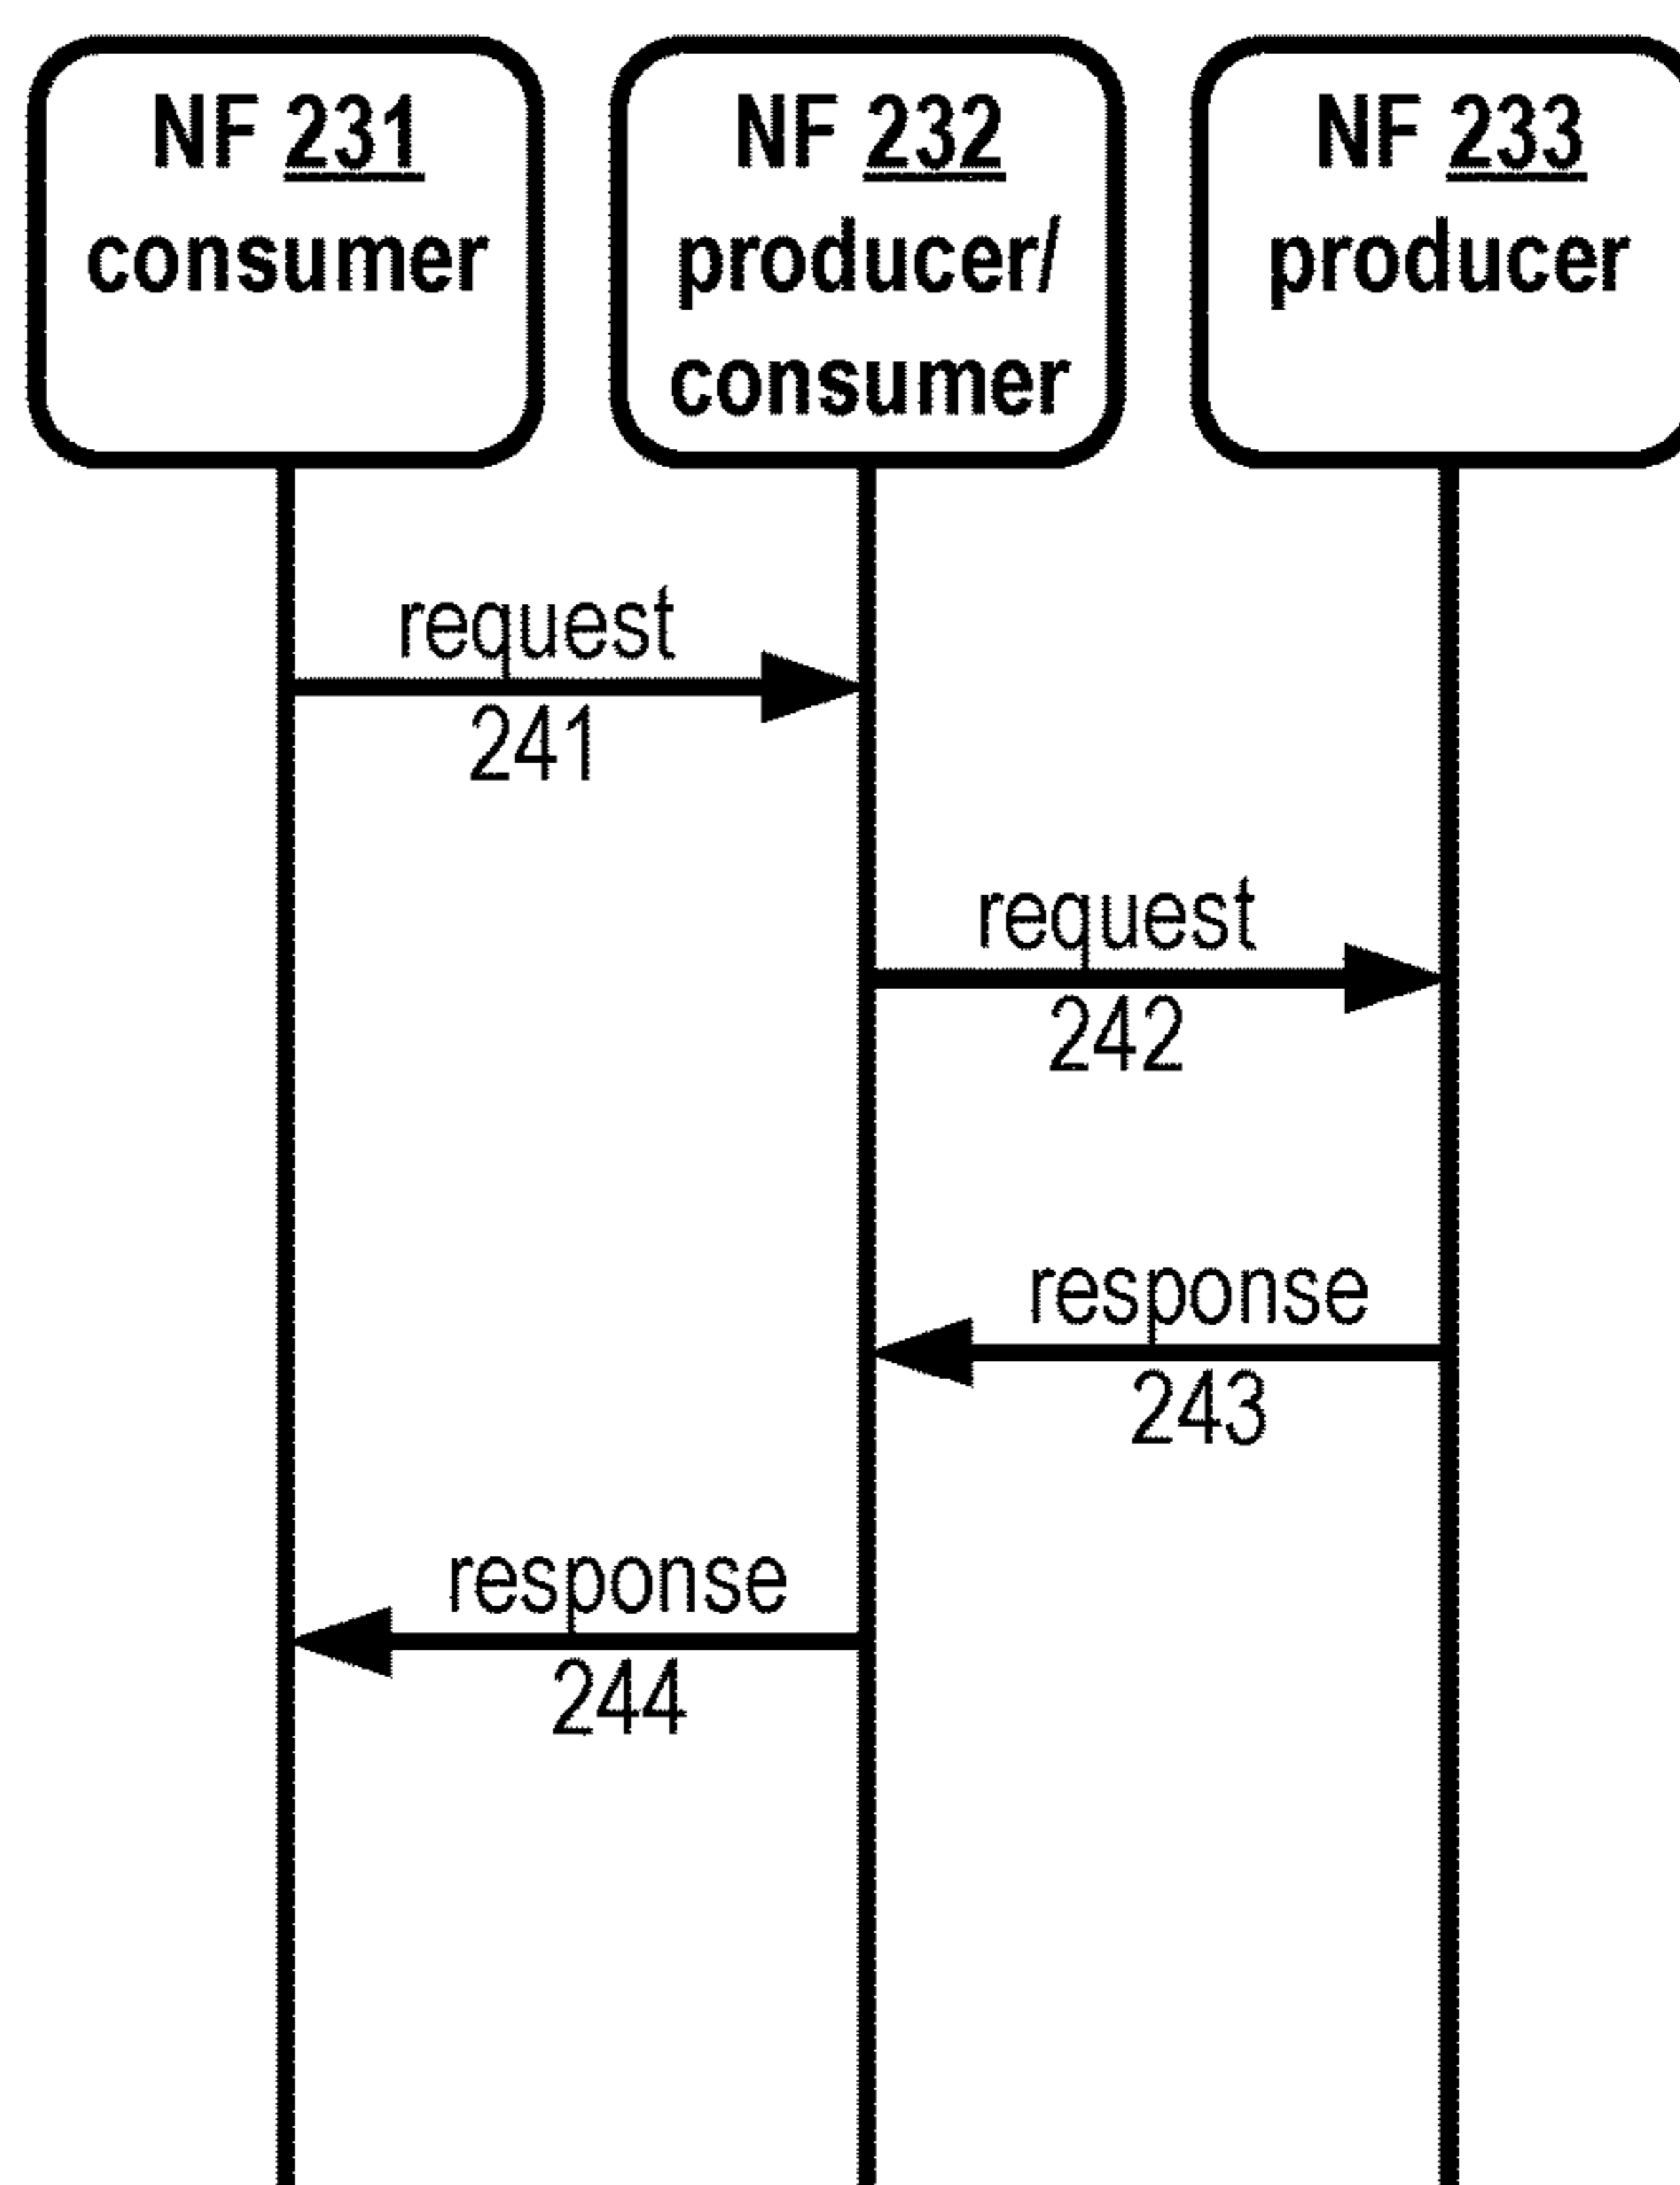 NF 231
consumer
NF 232
producer/
consumer
NF 233
producer
request
241
request
242
response
243
response
244